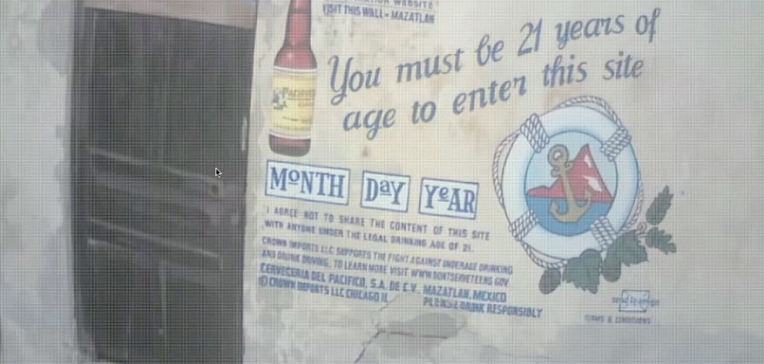 VISIT THIS WALL - MAZATLAN
You must be 21 years of
age to enter this site
Pacifico
MONTH DAY YEAR
I AGREE NOT TO SHARE THE CONTENT OF THIS SITE
WITH ANYONE UNDER THE LEGAL DRINKING AGE OF 21.
CROWN IMPORTS LLC SUPPORTS THE FIGHT AGAINST UNDERAGE DRINKING
AND DRUNK DRIVING. TO LEARN MORE VISIT WWW.DONTSERVETEENS.GOV
CERVECERIA DEL PACIFICO, S.A. DE C.V., MAZATLAN, MEXICO
© CROWN IMPORTS LLC CHICAGO IL PLEASE DRINK RESPONSIBLY
TERMS & CONDITIONS